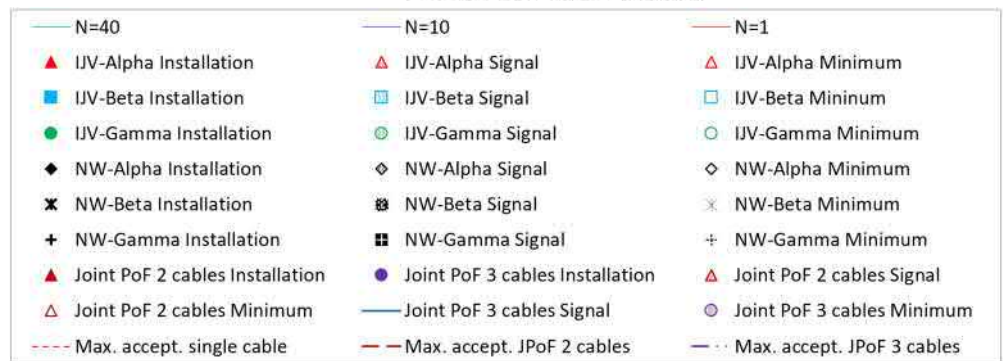 N=40 N=10 N=1
IJV-Alpha Installation IJV-Alpha Signal IJV-Alpha Minimum
IJV-Beta Installation IJV-Beta Signal IJV-Beta Mininum
IJV-Gamma Installation IJV-Gamma Signal IJV-Gamma Minimum
NW-Alpha Installation NW-Alpha Signal NW-Alpha Minimum
NW-Beta Installation NW-Beta Signal NW-Beta Minimum
NW-Gamma Installation NW-Gamma Signal NW-Gamma Minimum
Joint PoF 2 cables Installation Joint PoF 3 cables Installation Joint PoF 2 cables Signal
Joint PoF 2 cables Minimum Joint PoF 3 cables Signal Joint PoF 3 cables Minimum
Max. accept. single cable Max. accept. JPoF 2 cables Max. accept. JPoF 3 cables